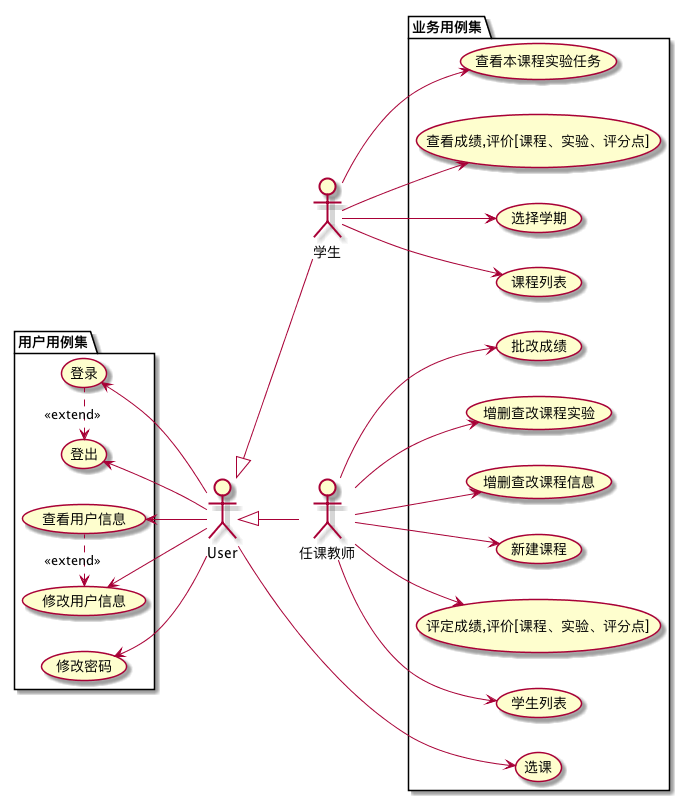 业务用例集
查看本课程实验任务
查看成绩,评价[课程、实验、评分点]
选择学期
课程列表
批改成绩
增删查改课程实验
增删查改课程信息
新建课程
评定成绩,评价[课程、实验、评分点]
学生列表
选课
学生
任课教师
User
用户用例集
登录
«extend»
登出
查看用户信息
«extend»
修改用户信息
修改密码